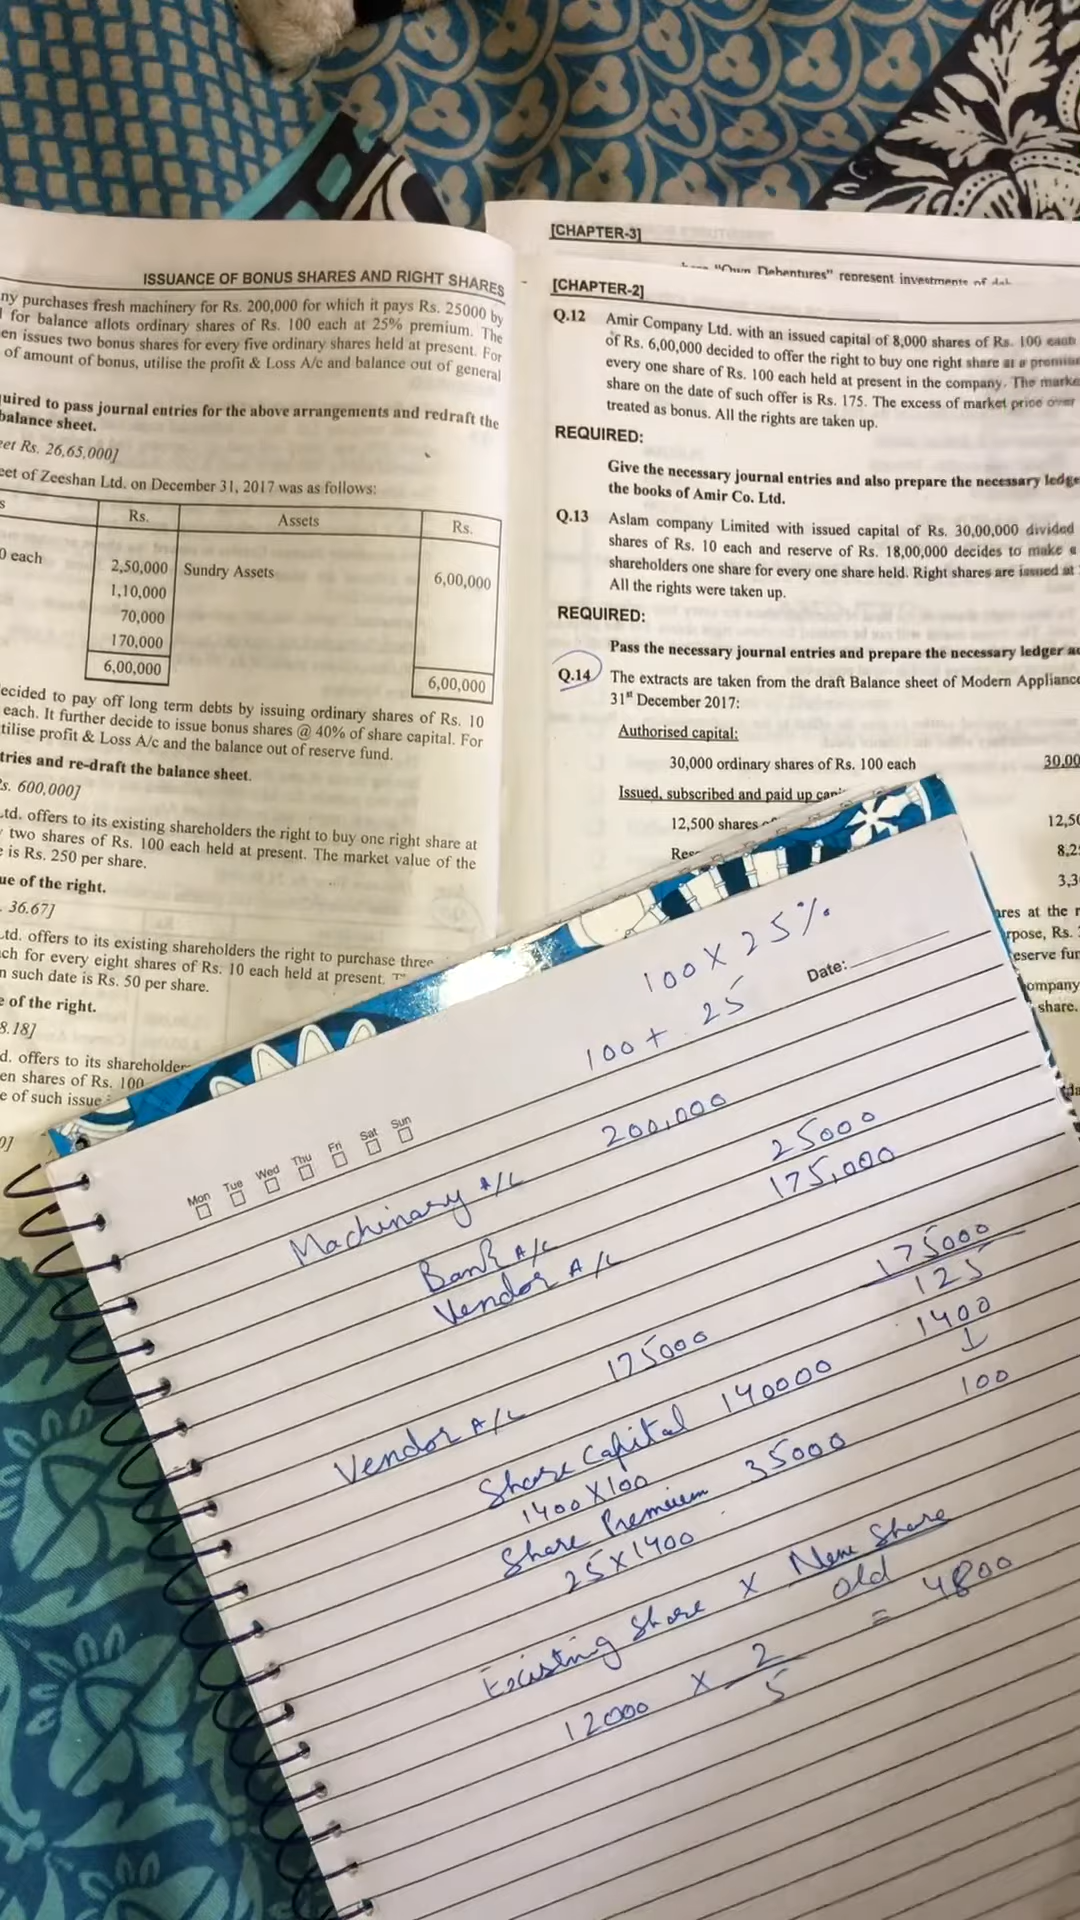 ISSUANCE OF BONUS SHARES AND RIGHT SHARES
ny purchases fresh machinery for Rs. 200,000 for which it pays Rs. 25000 by
for balance allots ordinary shares of Rs. 100 each at 25% premium. The
en issues two bonus shares for every five ordinary shares held at present. For
of amount of bonus, utilise the profit & Loss A/c and balance out of general
uired to pass journal entries for the above arrangements and redraft the
balance sheet.
eet Rs. 26,65,000]
eet of Zeeshan Ltd. on December 31, 2017 was as follows:
s Rs. Assets Rs.
0 each 2,50,000 Sundry Assets 6,00,000
1,10,000
70,000
170,000
6,00,000 6,00,000
ecided to pay off long term debts by issuing ordinary shares of Rs. 10
each. It further decide to issue bonus shares @ 40% of share capital. For
tilise profit & Loss A/c and the balance out of reserve fund.
tries and re-draft the balance sheet.
s. 600,000]
td. offers to its existing shareholders the right to buy one right share at
two shares of Rs. 100 each held at present. The market value of the
e is Rs. 250 per share.
ue of the right.
36.67]
td. offers to its existing shareholders the right to purchase three
ch for every eight shares of Rs. 10 each held at present.
n such date is Rs. 50 per share.
e of the right.
8.18]
d. offers to its shareholder
en shares of Rs. 100
e of such issue
0]
[CHAPTER-3]
"Own Debentures" represent investments of
[CHAPTER-2]
Q.12 Amir Company Ltd. with an issued capital of 8,000 shares of Rs. 100 each
of Rs. 6,00,000 decided to offer the right to buy one right share at a premium
every one share of Rs. 100 each held at present in the company. The marke
share on the date of such offer is Rs. 175. The excess of market price over
treated as bonus. All the rights are taken up.
REQUIRED:
Give the necessary journal entries and also prepare the necessary ledge
the books of Amir Co. Ltd.
Q.13 Aslam company Limited with issued capital of Rs. 30,00,000 divided
shares of Rs. 10 each and reserve of Rs. 18,00,000 decides to make a
shareholders one share for every one share held. Right shares are issued at
All the rights were taken up.
REQUIRED:
Pass the necessary journal entries and prepare the necessary ledger ac
Q.14 The extracts are taken from the draft Balance sheet of Modern Appliance
31st December 2017:
Authorised capital:
30,000 ordinary shares of Rs. 100 each 30,00
Issued, subscribed and paid up
12,500 shares 12,50
Res 8,2
3,3
ares at the
rpose, Rs.
eserve fun
ompany
share.
100 X 25%
100 + 25
Date:
Mon Tue Wed Thu Fri Sat Sun
Machinary A/L 200,000
Bank A/L 25000
Vendor A/L 175,000
175000
125
1400
1
100
Vendor A/L 175000
Share Capital 140000
1400 X 100
Share Premium 35000
25 X 1400
Existing Share X New Share
old
12000 X 2 = 4800
5